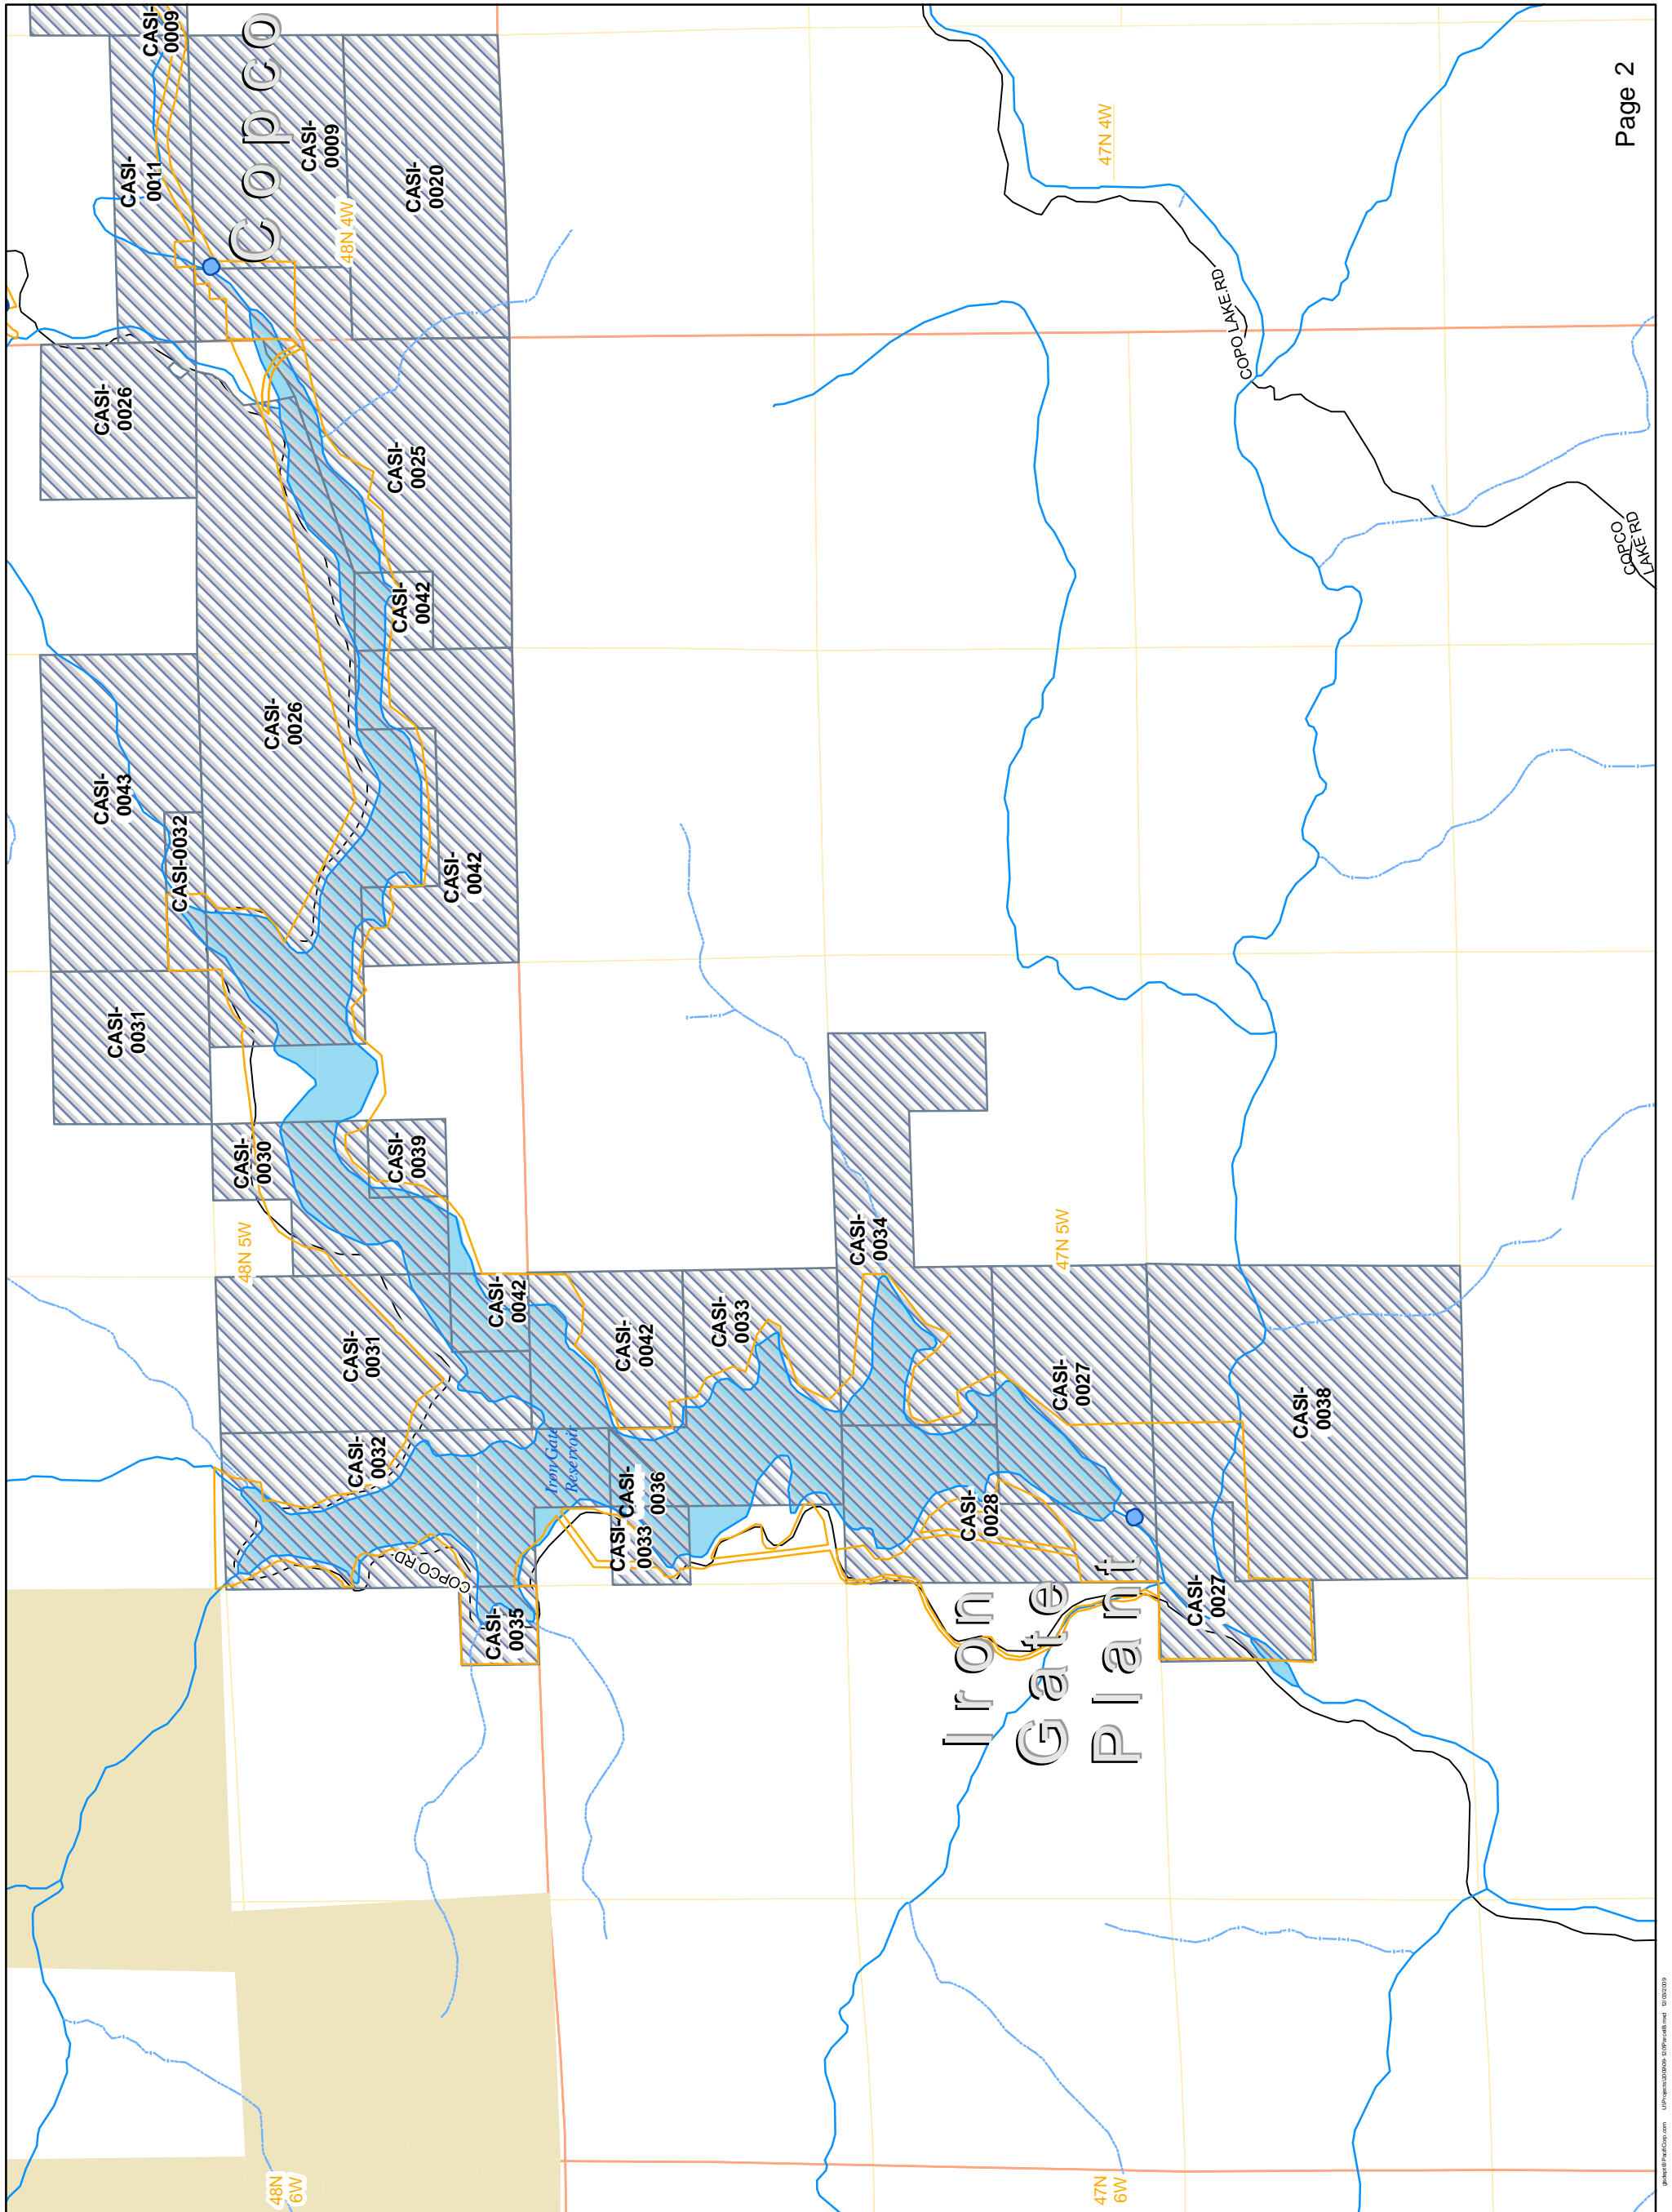 CASI-
0009
Copco
CASI-
0011
CASI-
0009
CASI-
0020
48N 4W
47N 4W
Page 2
CASI-
0026
CASI-
0025
CASI-
0042
COPO LAKE RD
COPCO
LAKE RD
CASI-
0026
CASI-
0043
CASI-0032
CASI-
0042
CASI-
0031
CASI-
0030
CASI-
0039
48N 5W
47N 5W
CASI-
0034
CASI-
0042
CASI-
0031
CASI-
0042
CASI-
0033
CASI-
0027
CASI-
0038
CASI-
0032
Iron Gate
Reservoir
CASI-
0036
CASI-
0033
CASI-
0028
COPCO RD
CASI-
0035
CASI-
0027
Iron
Gate
Plant
48N
6W
47N
6W